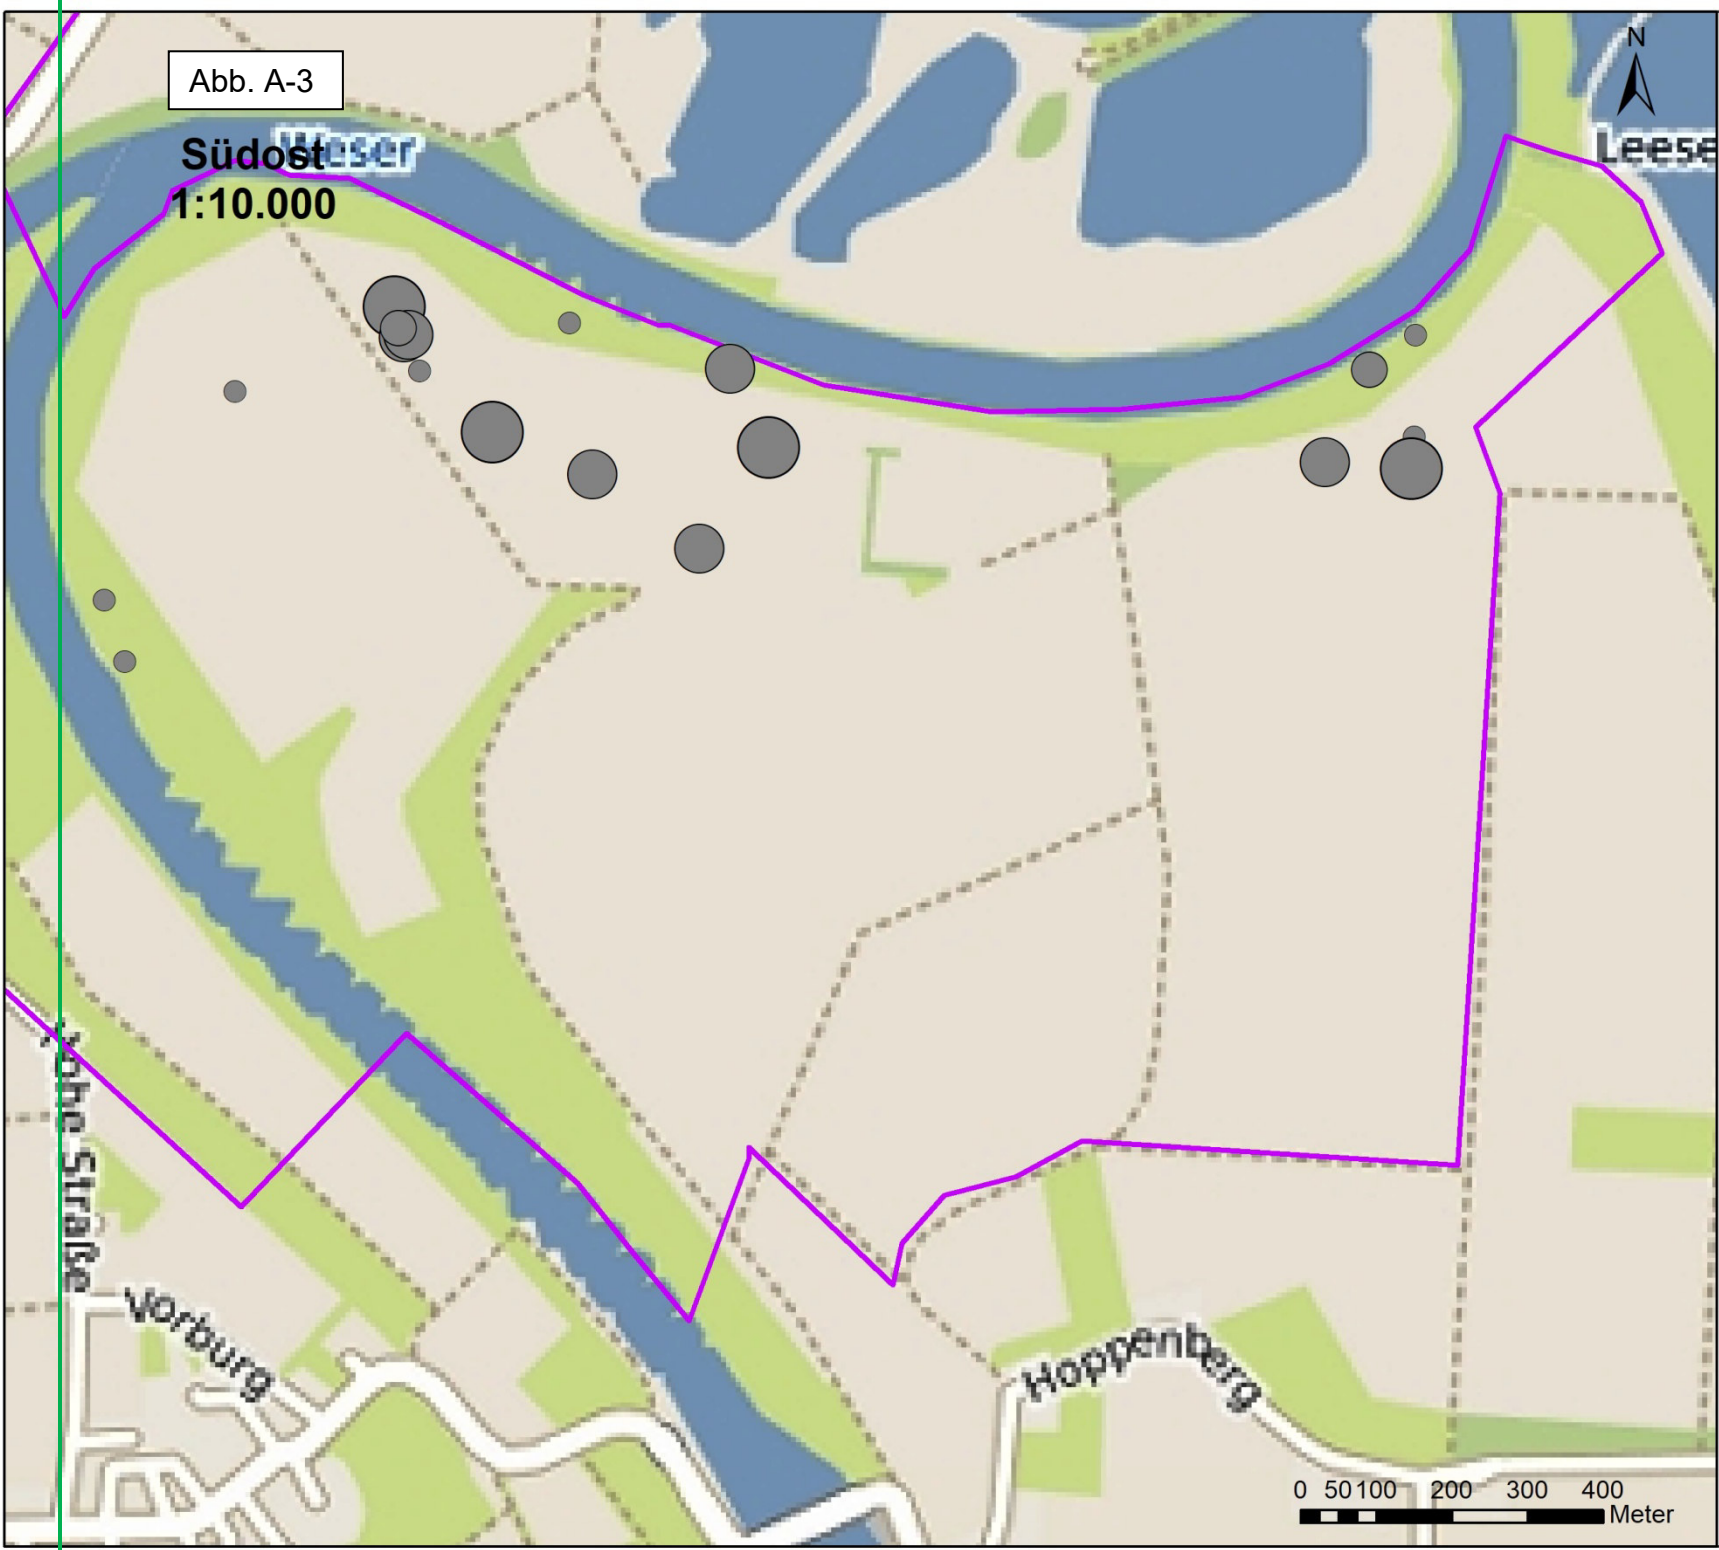 N
Abb. A-3
Südost
Weser
Leese
1:10.000
Hohe Straße
Vorburg
Hoppenberg
0 50 100 200 300 400
Meter